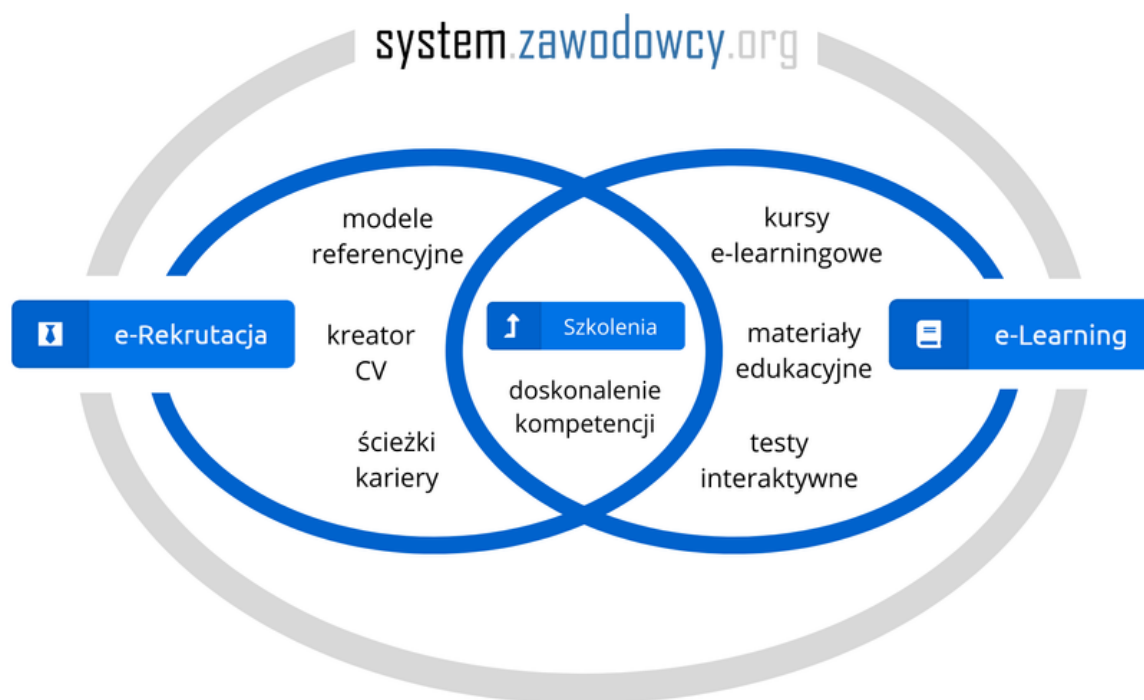 system.zawodowcy.org
modele
referencyjne
kursy
e-learningowe
e-Rekrutacja
kreator
CV
Szkolenia
doskonalenie
kompetencji
materiały
edukacyjne
e-Learning
ścieżki
kariery
testy
interaktywne